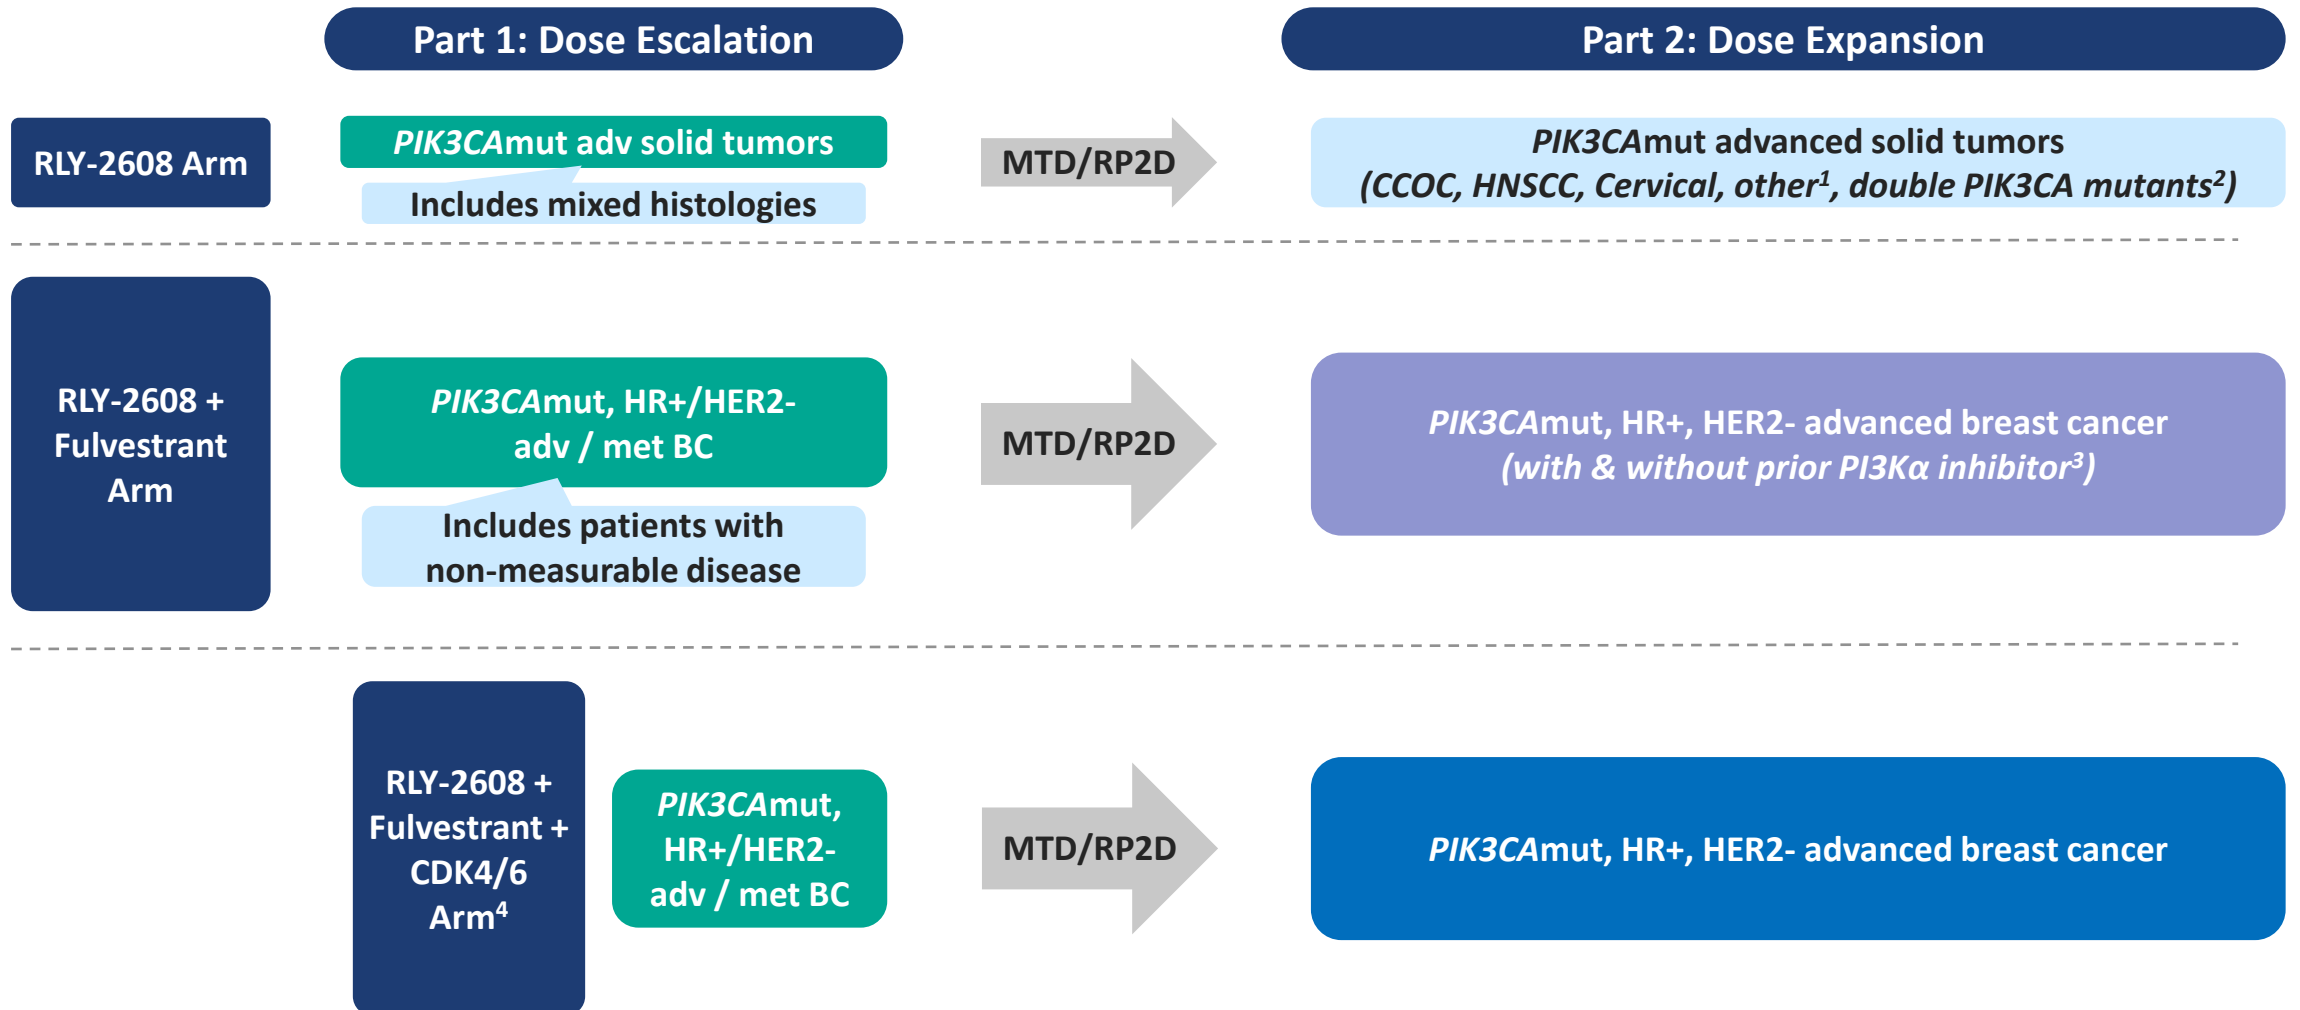 Part 1: Dose Escalation
Part 2: Dose Expansion
RLY-2608 Arm
PIK3CAmut adv solid tumors
Includes mixed histologies
MTD/RP2D
PIK3CAmut advanced solid tumors
(CCOC, HNSCC, Cervical, other¹, double PIK3CA mutants²)
RLY-2608 +
Fulvestrant
Arm
PIK3CAmut, HR+/HER2-
adv / met BC
Includes patients with
non-measurable disease
MTD/RP2D
PIK3CAmut, HR+, HER2- advanced breast cancer
(with & without prior PI3Kα inhibitor³)
RLY-2608 +
Fulvestrant +
CDK4/6
Arm⁴
PIK3CAmut,
HR+/HER2-
adv / met BC
MTD/RP2D
PIK3CAmut, HR+, HER2- advanced breast cancer